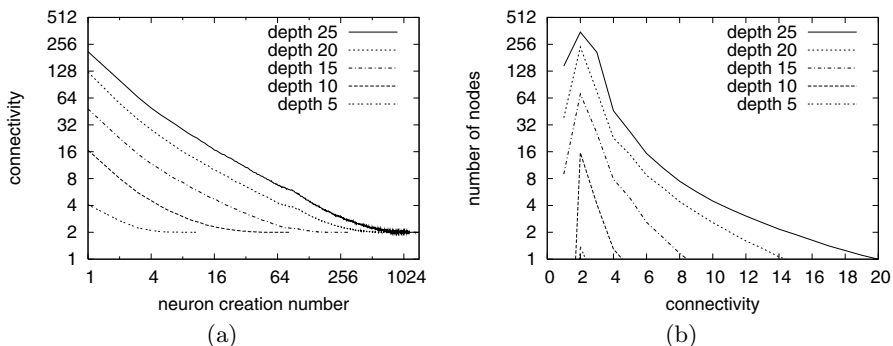 512
256
128
64
32
16
8
4
2
1
connectivity
depth 25
depth 20
depth 15
depth 10
depth 5
1 4 16 64 256 1024
neuron creation number
(a)
512
256
128
64
32
16
8
4
2
1
number of nodes
depth 25
depth 20
depth 15
depth 10
depth 5
0 2 4 6 8 10 12 14 16 18 20
connectivity
(b)